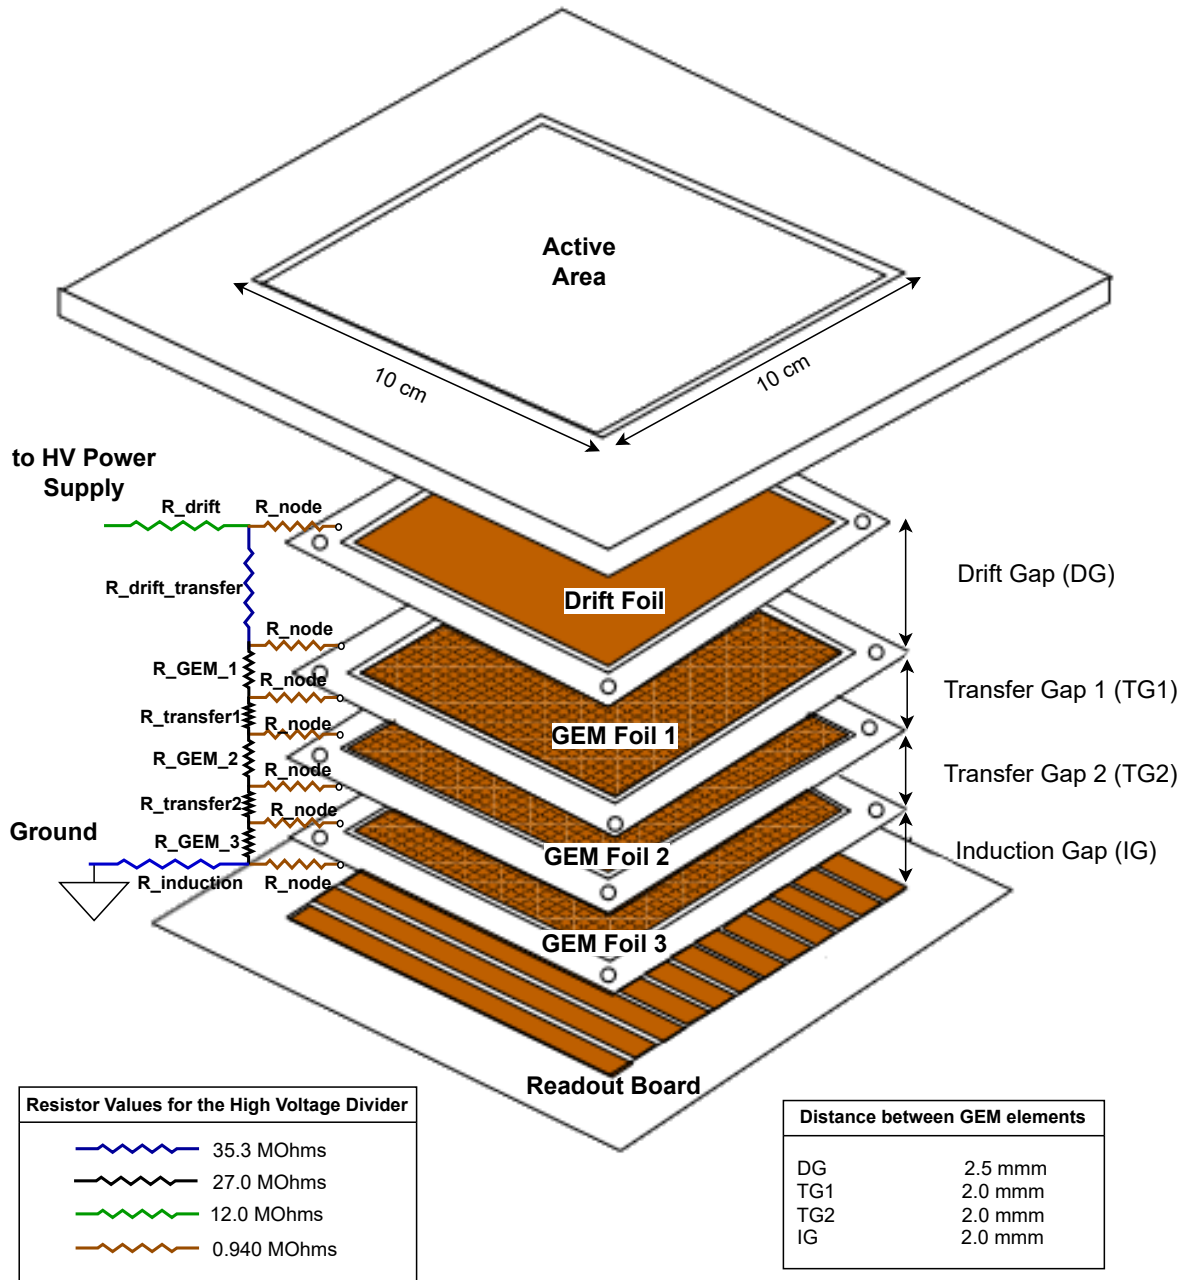 Active
Area
10 cm
10 cm
to HV Power
Supply
R_drift
R_node
R_drift_transfer
Drift Foil
Drift Gap (DG)
R_node
R_GEM_1
R_node
R_transfer1
R_node
GEM Foil 1
Transfer Gap 1 (TG1)
R_GEM_2
R_node
Transfer Gap 2 (TG2)
R_transfer2
R_node
Ground
R_GEM_3
GEM Foil 2
Induction Gap (IG)
R_induction
R_node
GEM Foil 3
Readout Board
Resistor Values for the High Voltage Divider
35.3 MOhms
27.0 MOhms
12.0 MOhms
0.940 MOhms
Distance between GEM elements
DG 2.5 mmm
TG1 2.0 mmm
TG2 2.0 mmm
IG 2.0 mmm